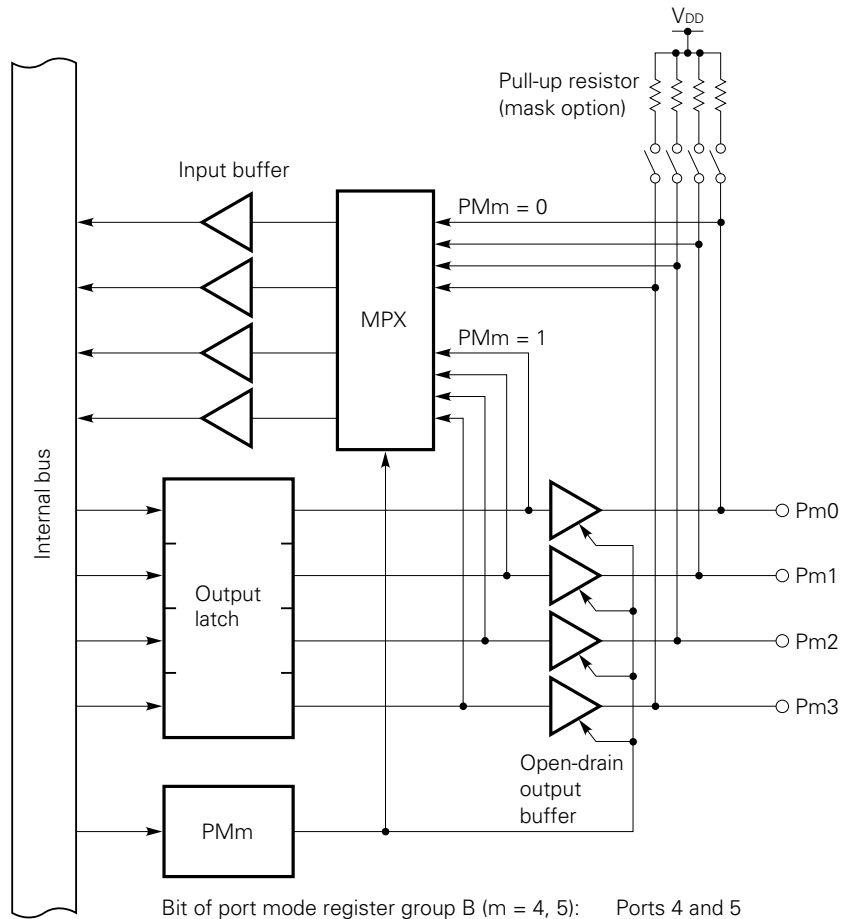 VDD
Pull-up resistor
(mask option)
Input buffer
PMm = 0
MPX
PMm = 1
Internal bus
Output
latch
Pm0
Pm1
Pm2
Pm3
Open-drain
output
buffer
PMm
Bit of port mode register group B (m = 4, 5): Ports 4 and 5